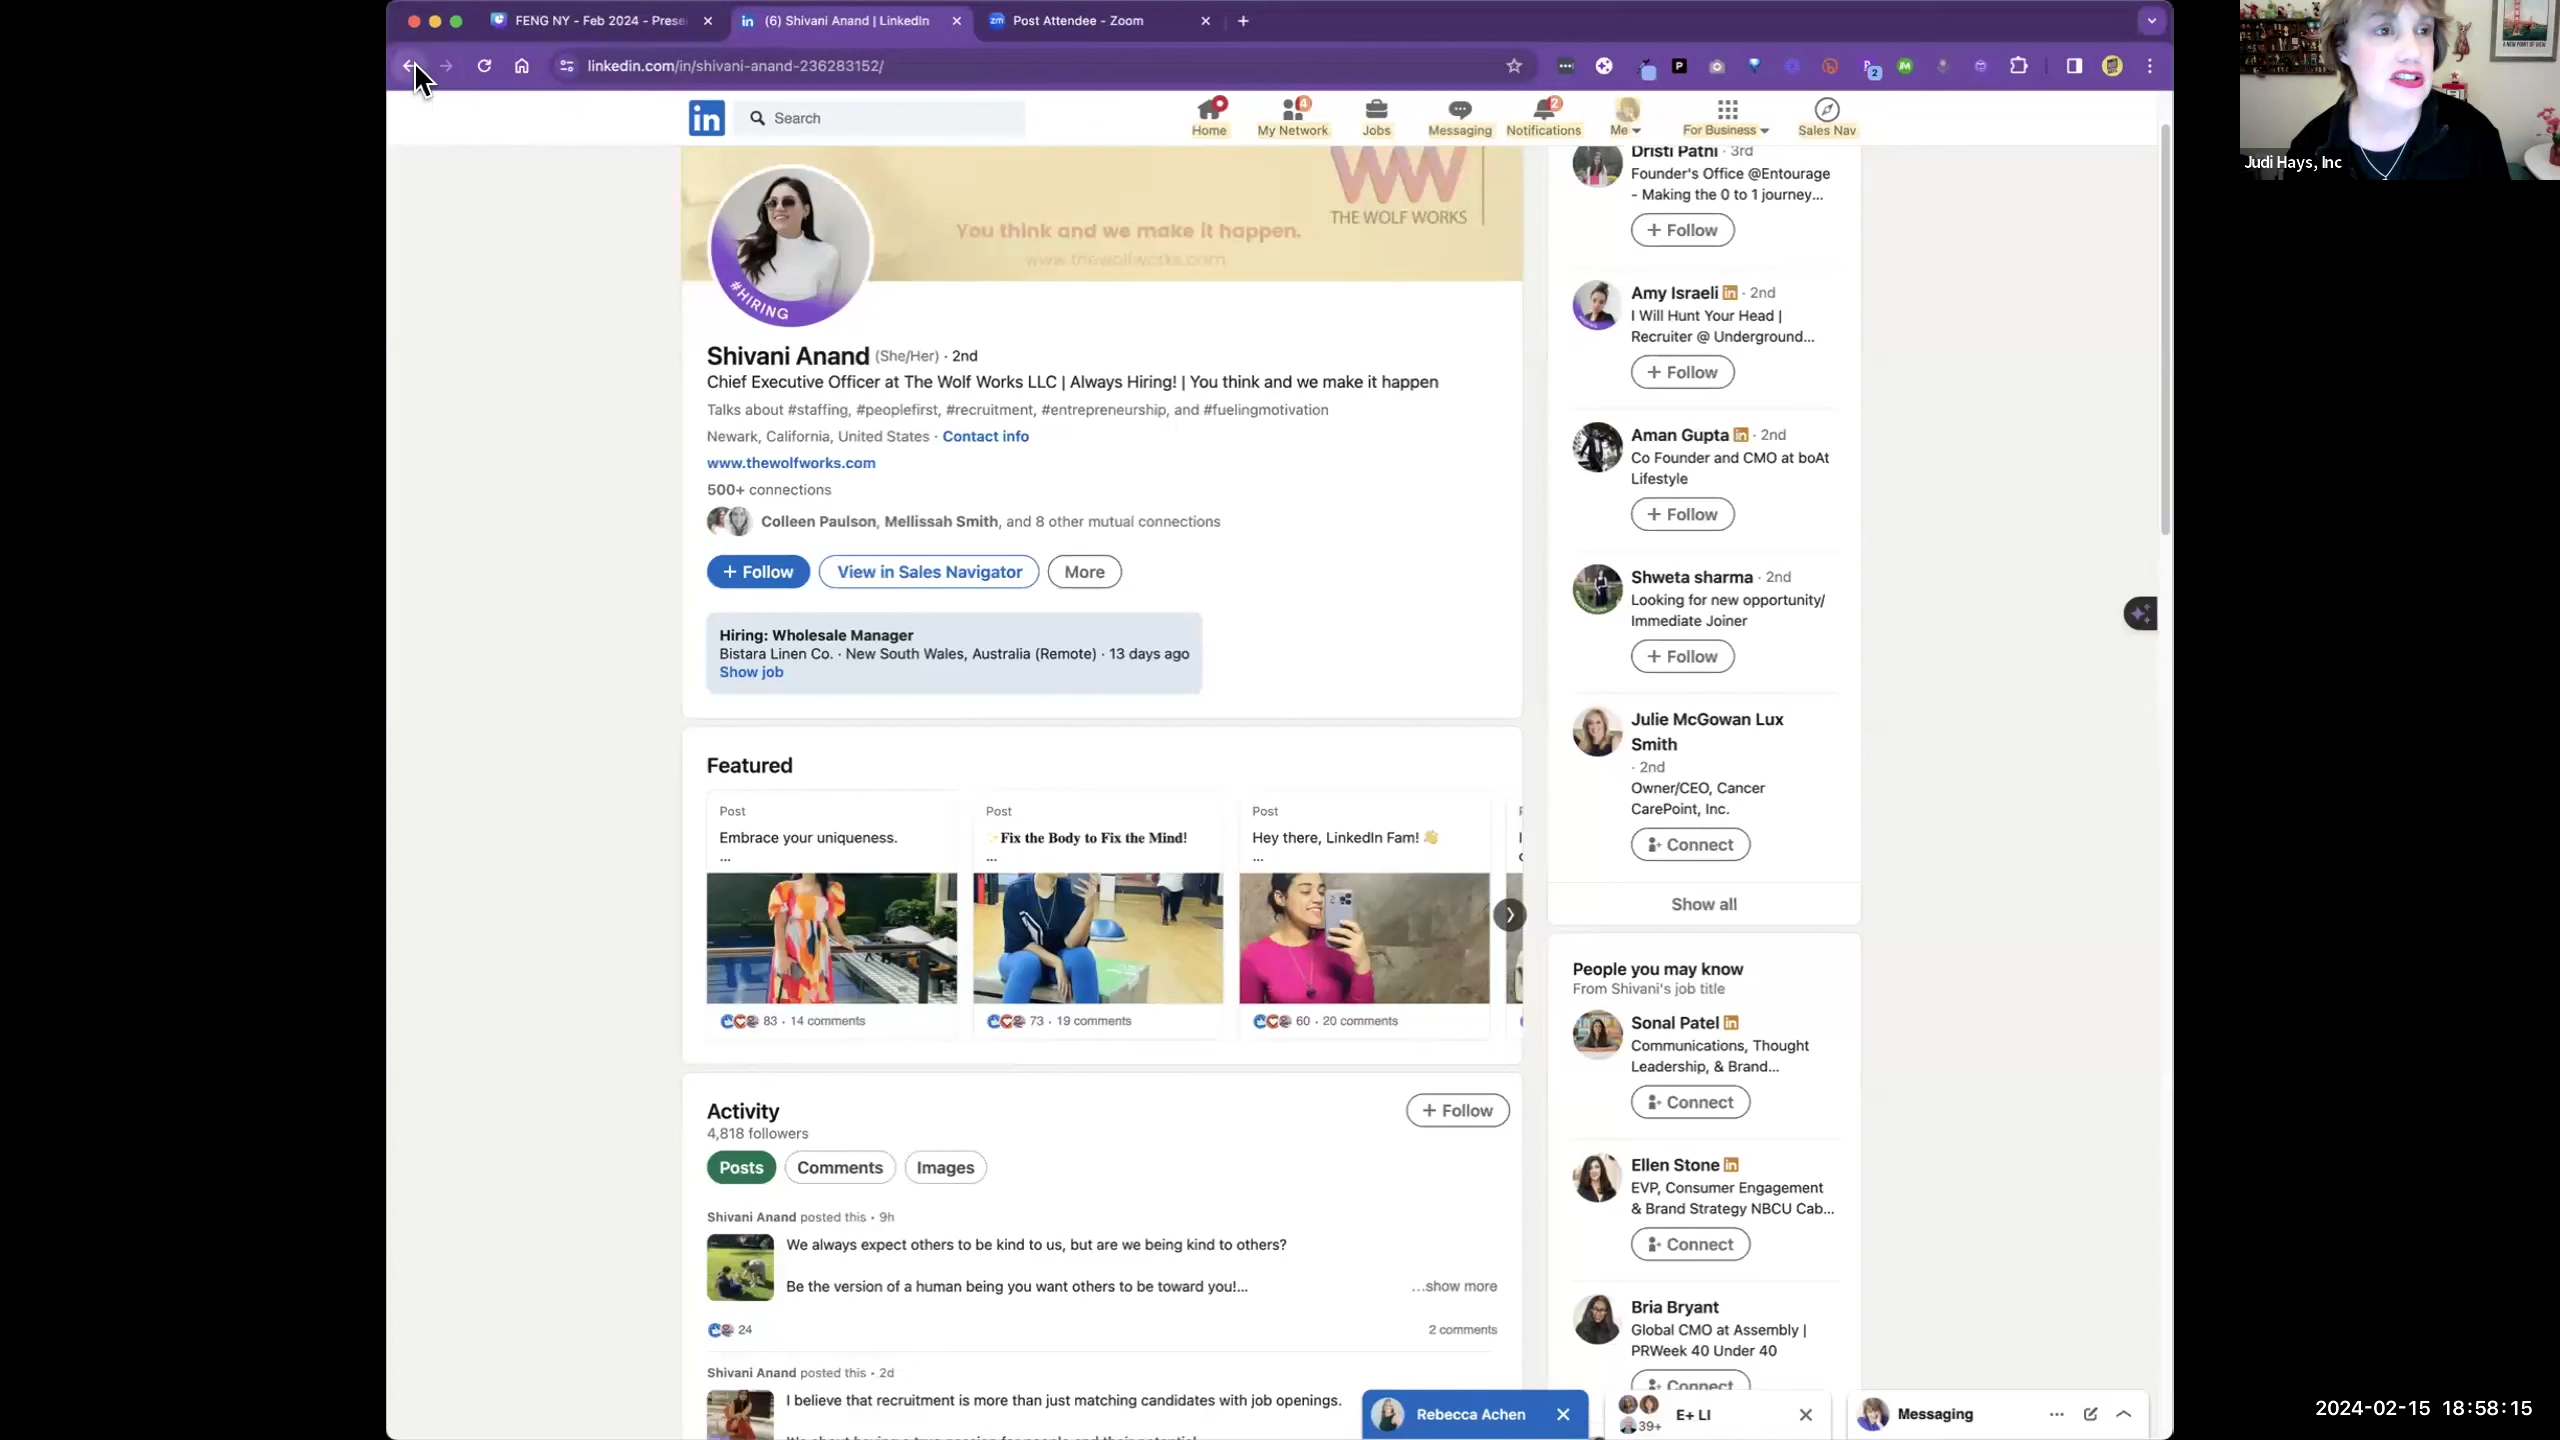 FENG NY - Feb 2024 - Prese
(6) Shivani Anand | LinkedIn
Post Attendee - Zoom
linkedin.com/in/shivani-anand-236283152/
Judi Hays, Inc
in
Search
Home
4
My Network
Jobs
Messaging
2
Notifications
Me
For Business
Sales Nav
THE WOLF WORKS
You think and we make it happen.
www.thewolfworks.com
#HIRING
Shivani Anand (She/Her) · 2nd
Chief Executive Officer at The Wolf Works LLC | Always Hiring! | You think and we make it happen
Talks about #staffing, #peoplefirst, #recruitment, #entrepreneurship, and #fuelingmotivation
Newark, California, United States · Contact info
www.thewolfworks.com
500+ connections
Colleen Paulson, Mellissah Smith, and 8 other mutual connections
+ Follow
View in Sales Navigator
More
Hiring: Wholesale Manager
Bistara Linen Co. · New South Wales, Australia (Remote) · 13 days ago
Show job
Featured
Post
Embrace your uniqueness.
...
83 · 14 comments
Post
✨Fix the Body to Fix the Mind!
...
73 · 19 comments
Post
Hey there, LinkedIn Fam! 👋
...
60 · 20 comments
Activity
4,818 followers
+ Follow
Posts
Comments
Images
Shivani Anand posted this • 9h
We always expect others to be kind to us, but are we being kind to others?
Be the version of a human being you want others to be toward you!...
...show more
24
2 comments
Shivani Anand posted this • 2d
I believe that recruitment is more than just matching candidates with job openings.
Dristi Patni · 3rd
Founder's Office @Entourage
- Making the 0 to 1 journey...
+ Follow
Amy Israeli in · 2nd
I Will Hunt Your Head |
Recruiter @ Underground...
+ Follow
Aman Gupta in · 2nd
Co Founder and CMO at boAt
Lifestyle
+ Follow
Shweta sharma · 2nd
Looking for new opportunity/
Immediate Joiner
+ Follow
Julie McGowan Lux
Smith
· 2nd
Owner/CEO, Cancer
CarePoint, Inc.
Connect
Show all
People you may know
From Shivani's job title
Sonal Patel in
Communications, Thought
Leadership, & Brand...
Connect
Ellen Stone in
EVP, Consumer Engagement
& Brand Strategy NBCU Cab...
Connect
Bria Bryant
Global CMO at Assembly |
PRWeek 40 Under 40
Connect
Rebecca Achen
39+
E+ LI
Messaging
2024-02-15 18:58:15